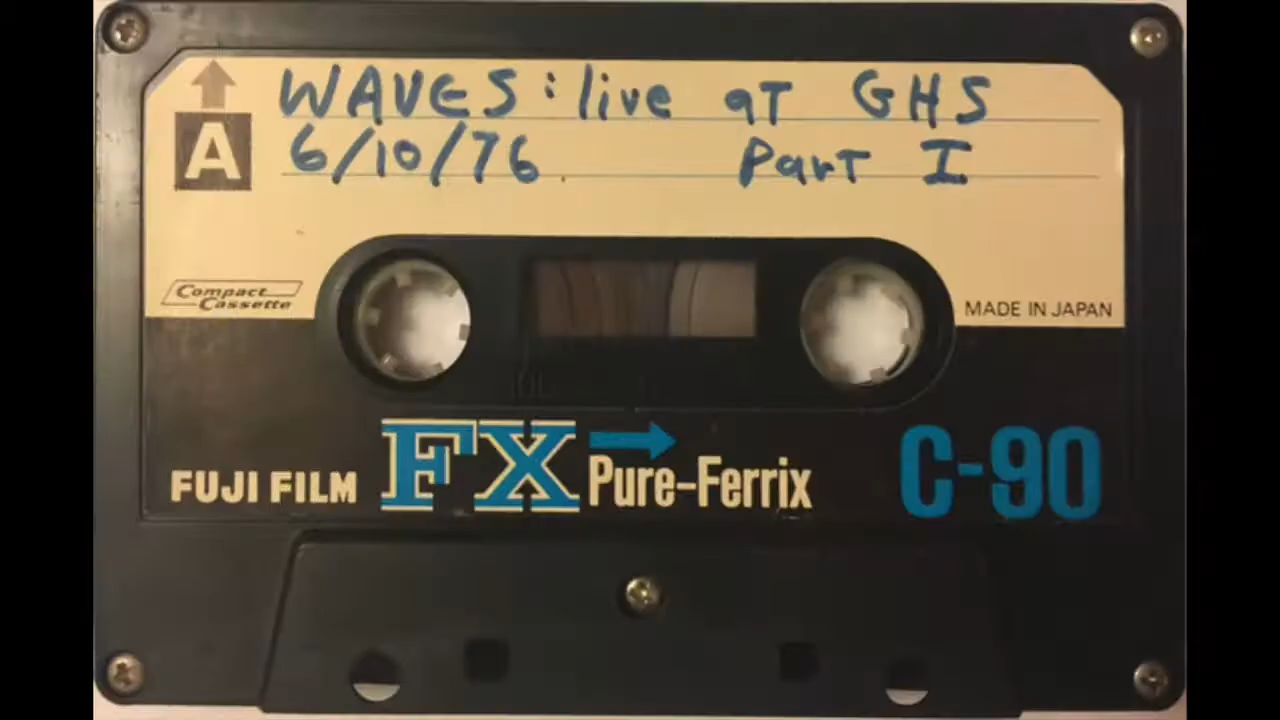 WAVES: live at GHS
A
6/10/76 Part I
Compact
Cassette
MADE IN JAPAN
FUJI FILM FX Pure-Ferrix C-90